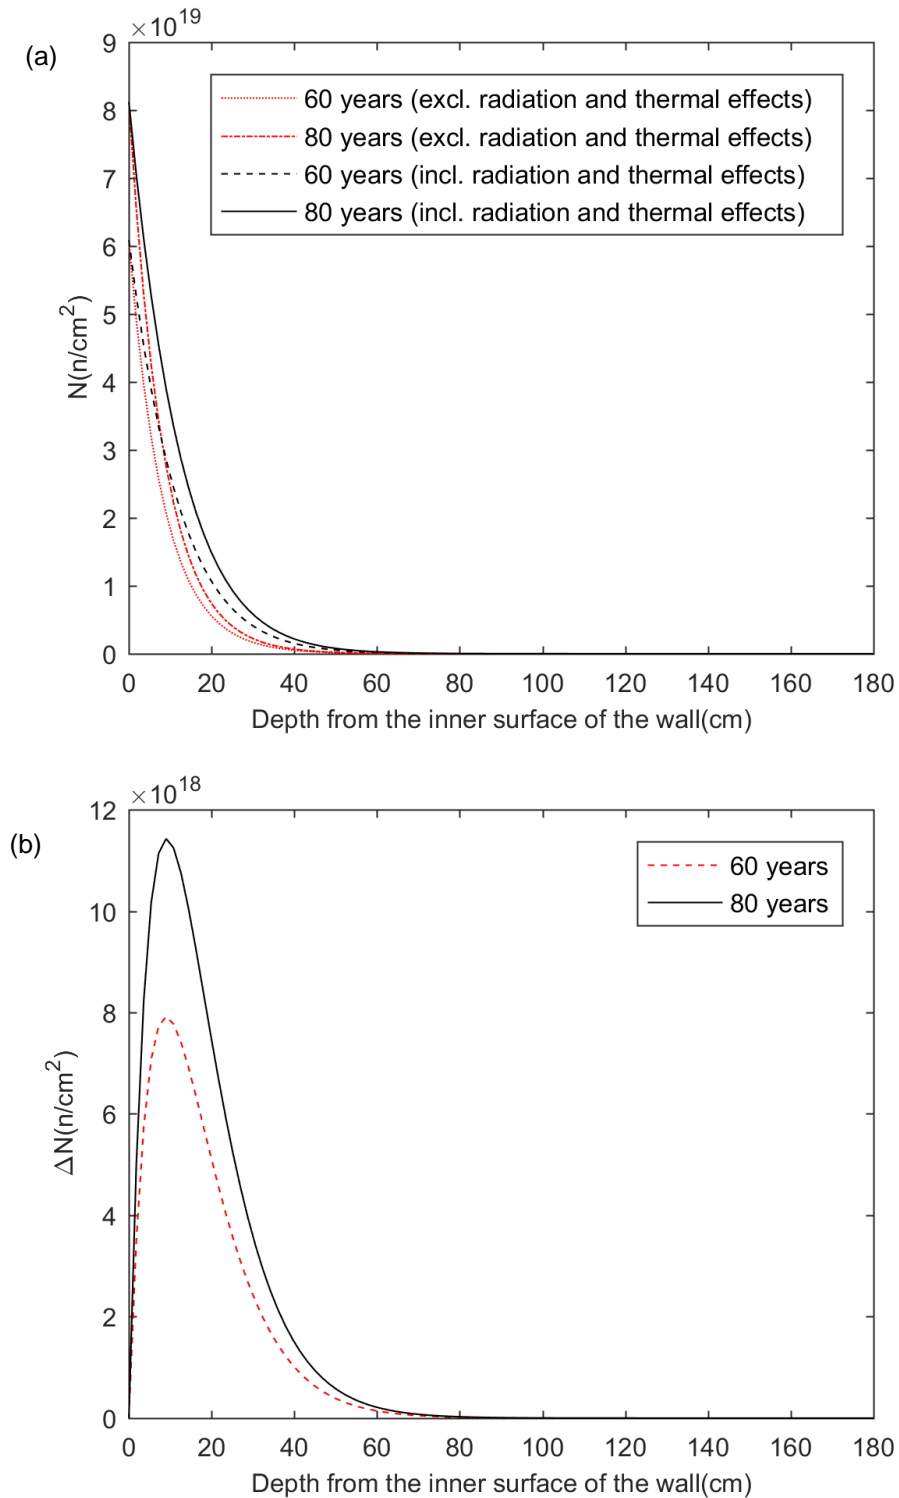 (a)
×10^19
9
8
7
6
5
4
3
2
1
0
N(n/cm^2)
60 years (excl. radiation and thermal effects)
80 years (excl. radiation and thermal effects)
60 years (incl. radiation and thermal effects)
80 years (incl. radiation and thermal effects)
0 20 40 60 80 100 120 140 160 180
Depth from the inner surface of the wall(cm)
(b)
×10^18
12
10
8
6
4
2
0
ΔN(n/cm^2)
60 years
80 years
0 20 40 60 80 100 120 140 160 180
Depth from the inner surface of the wall(cm)